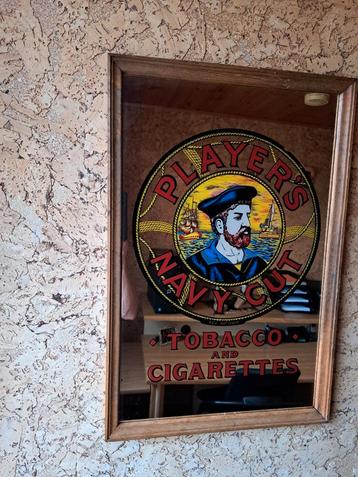 PLAYER'S
NAVY CUT
TOBACCO
AND
CIGARETTES